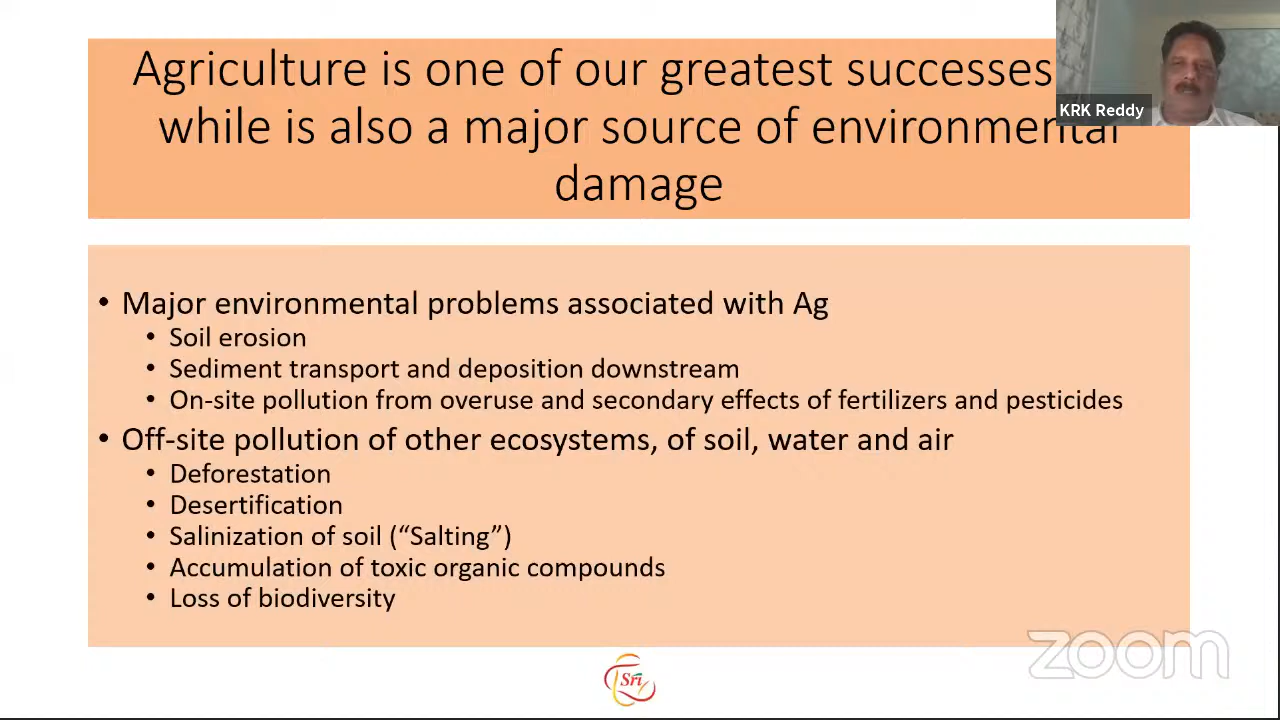 Agriculture is one of our greatest successes
while is also a major source of environmental
damage
KRK Reddy
• Major environmental problems associated with Ag
• Soil erosion
• Sediment transport and deposition downstream
• On-site pollution from overuse and secondary effects of fertilizers and pesticides
• Off-site pollution of other ecosystems, of soil, water and air
• Deforestation
• Desertification
• Salinization of soil (“Salting”)
• Accumulation of toxic organic compounds
• Loss of biodiversity
zoom
Sri